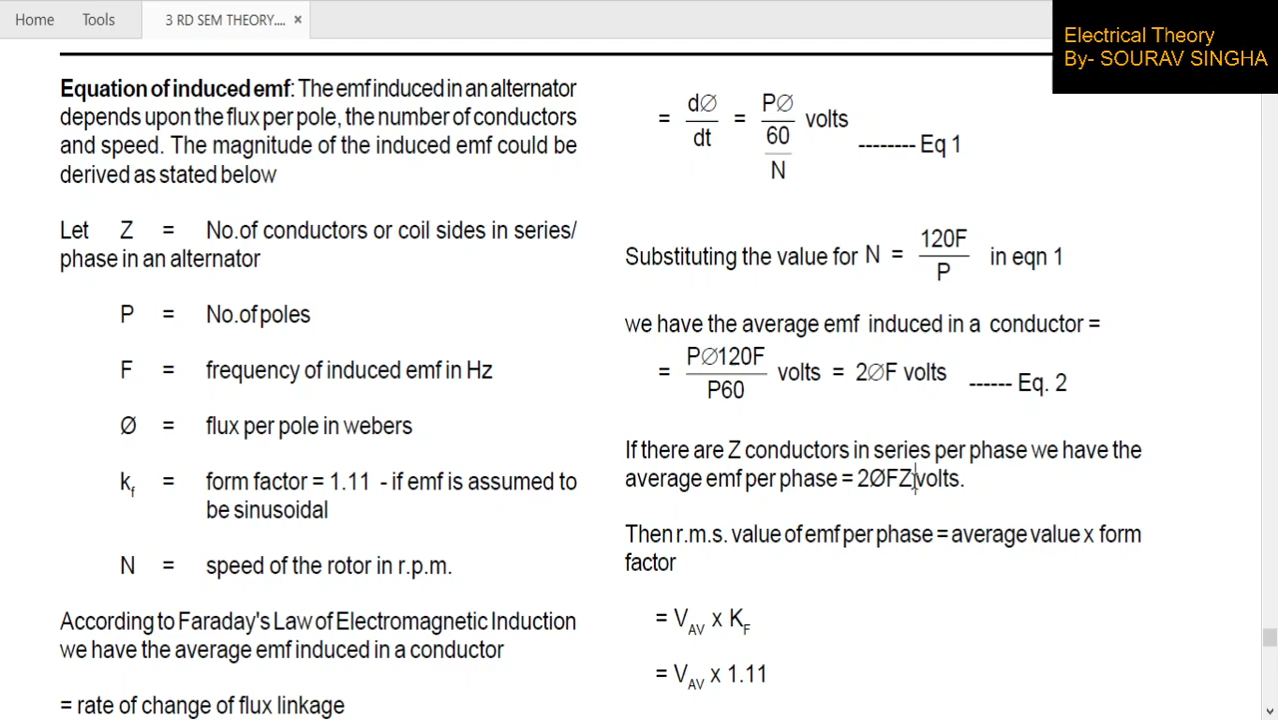 Home
Tools
3 RD SEM THEORY.... ×
Electrical Theory
By- SOURAV SINGHA
Equation of induced emf: The emf induced in an alternator
depends upon the flux per pole, the number of conductors
and speed. The magnitude of the induced emf could be
derived as stated below
Let Z = No.of conductors or coil sides in series/
phase in an alternator
P = No.of poles
F = frequency of induced emf in Hz
Ø = flux per pole in webers
kf = form factor = 1.11 - if emf is assumed to
be sinusoidal
N = speed of the rotor in r.p.m.
According to Faraday's Law of Electromagnetic Induction
we have the average emf induced in a conductor
= rate of change of flux linkage
= dØ/dt = PØ/(60/N) volts -------- Eq 1
Substituting the value for N = 120F/P in eqn 1
we have the average emf induced in a conductor =
= PØ120F/P60 volts = 2ØF volts ------ Eq. 2
If there are Z conductors in series per phase we have the
average emf per phase = 2ØFZ volts.
Then r.m.s. value of emf per phase = average value x form
factor
= VAV x KF
= VAV x 1.11